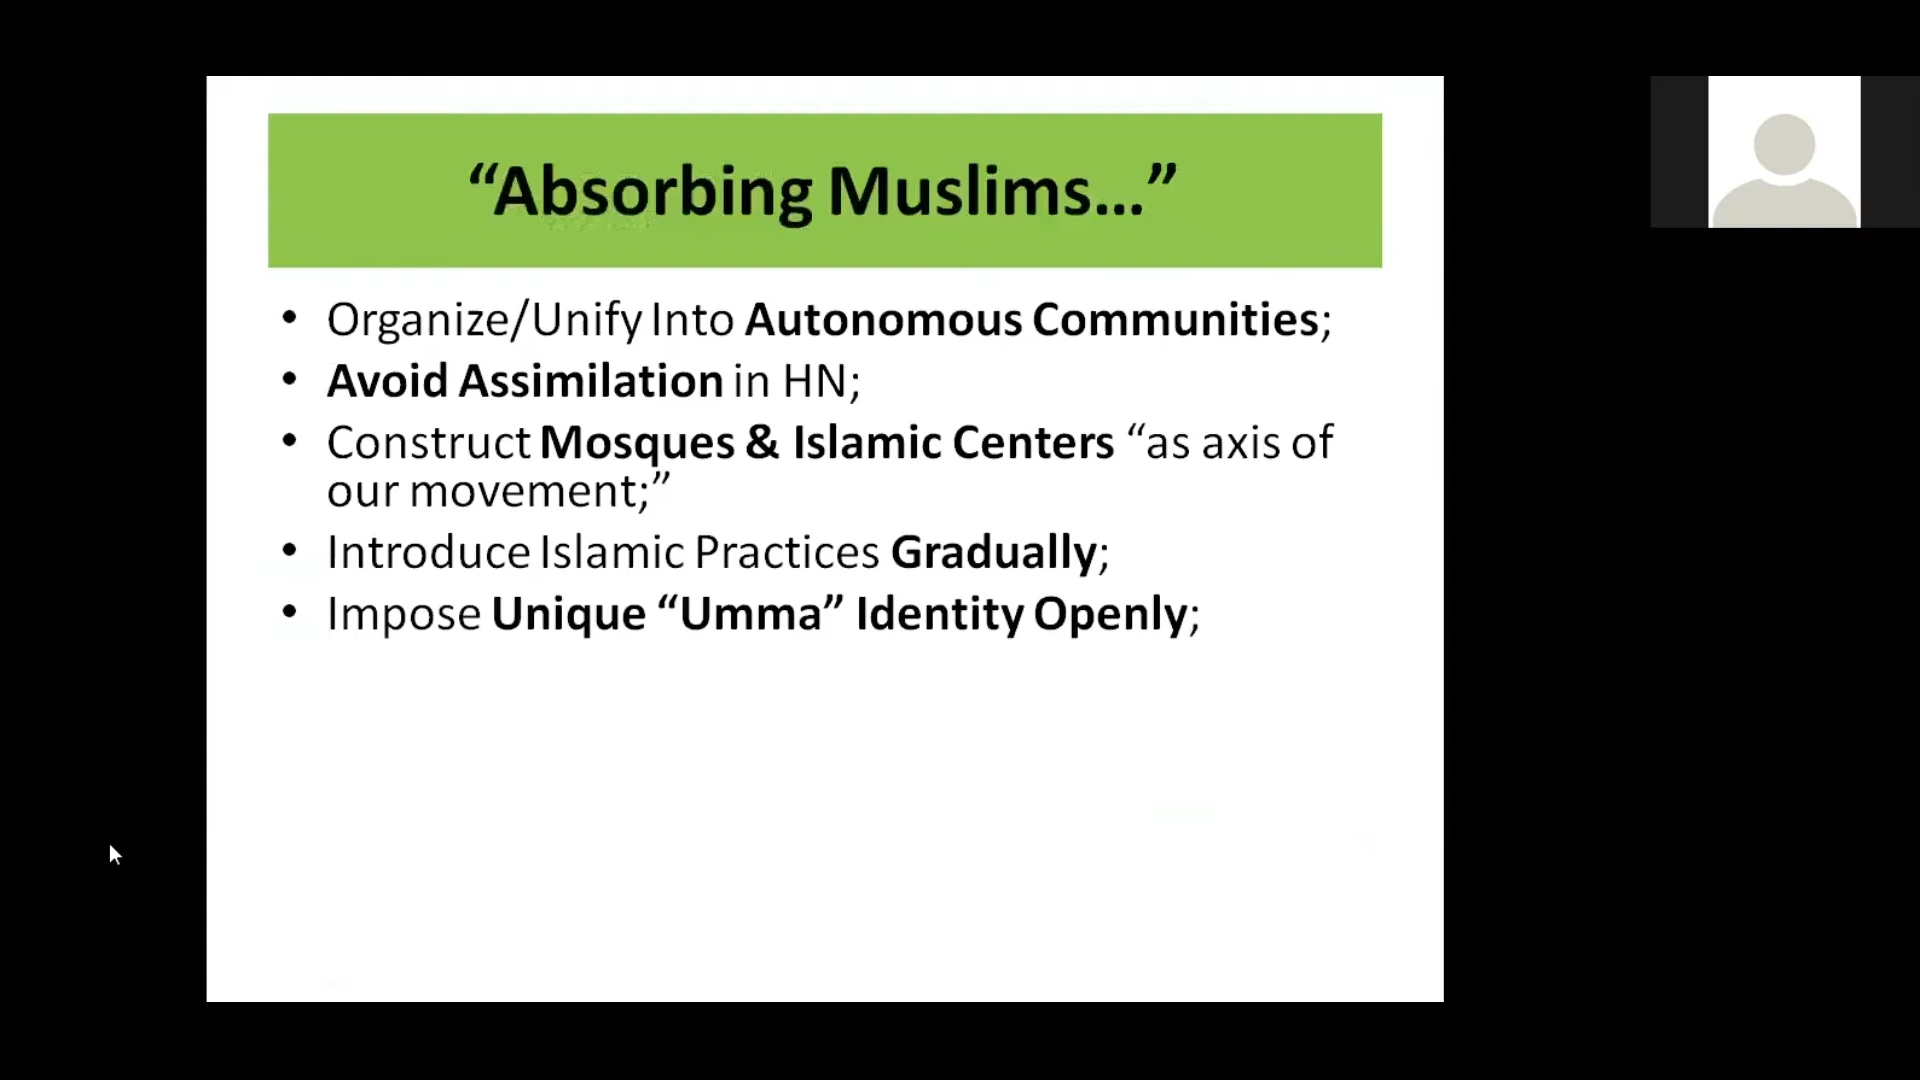 “Absorbing Muslims...”
• Organize/Unify Into Autonomous Communities;
• Avoid Assimilation in HN;
• Construct Mosques & Islamic Centers “as axis of
our movement;”
• Introduce Islamic Practices Gradually;
• Impose Unique “Umma” Identity Openly;